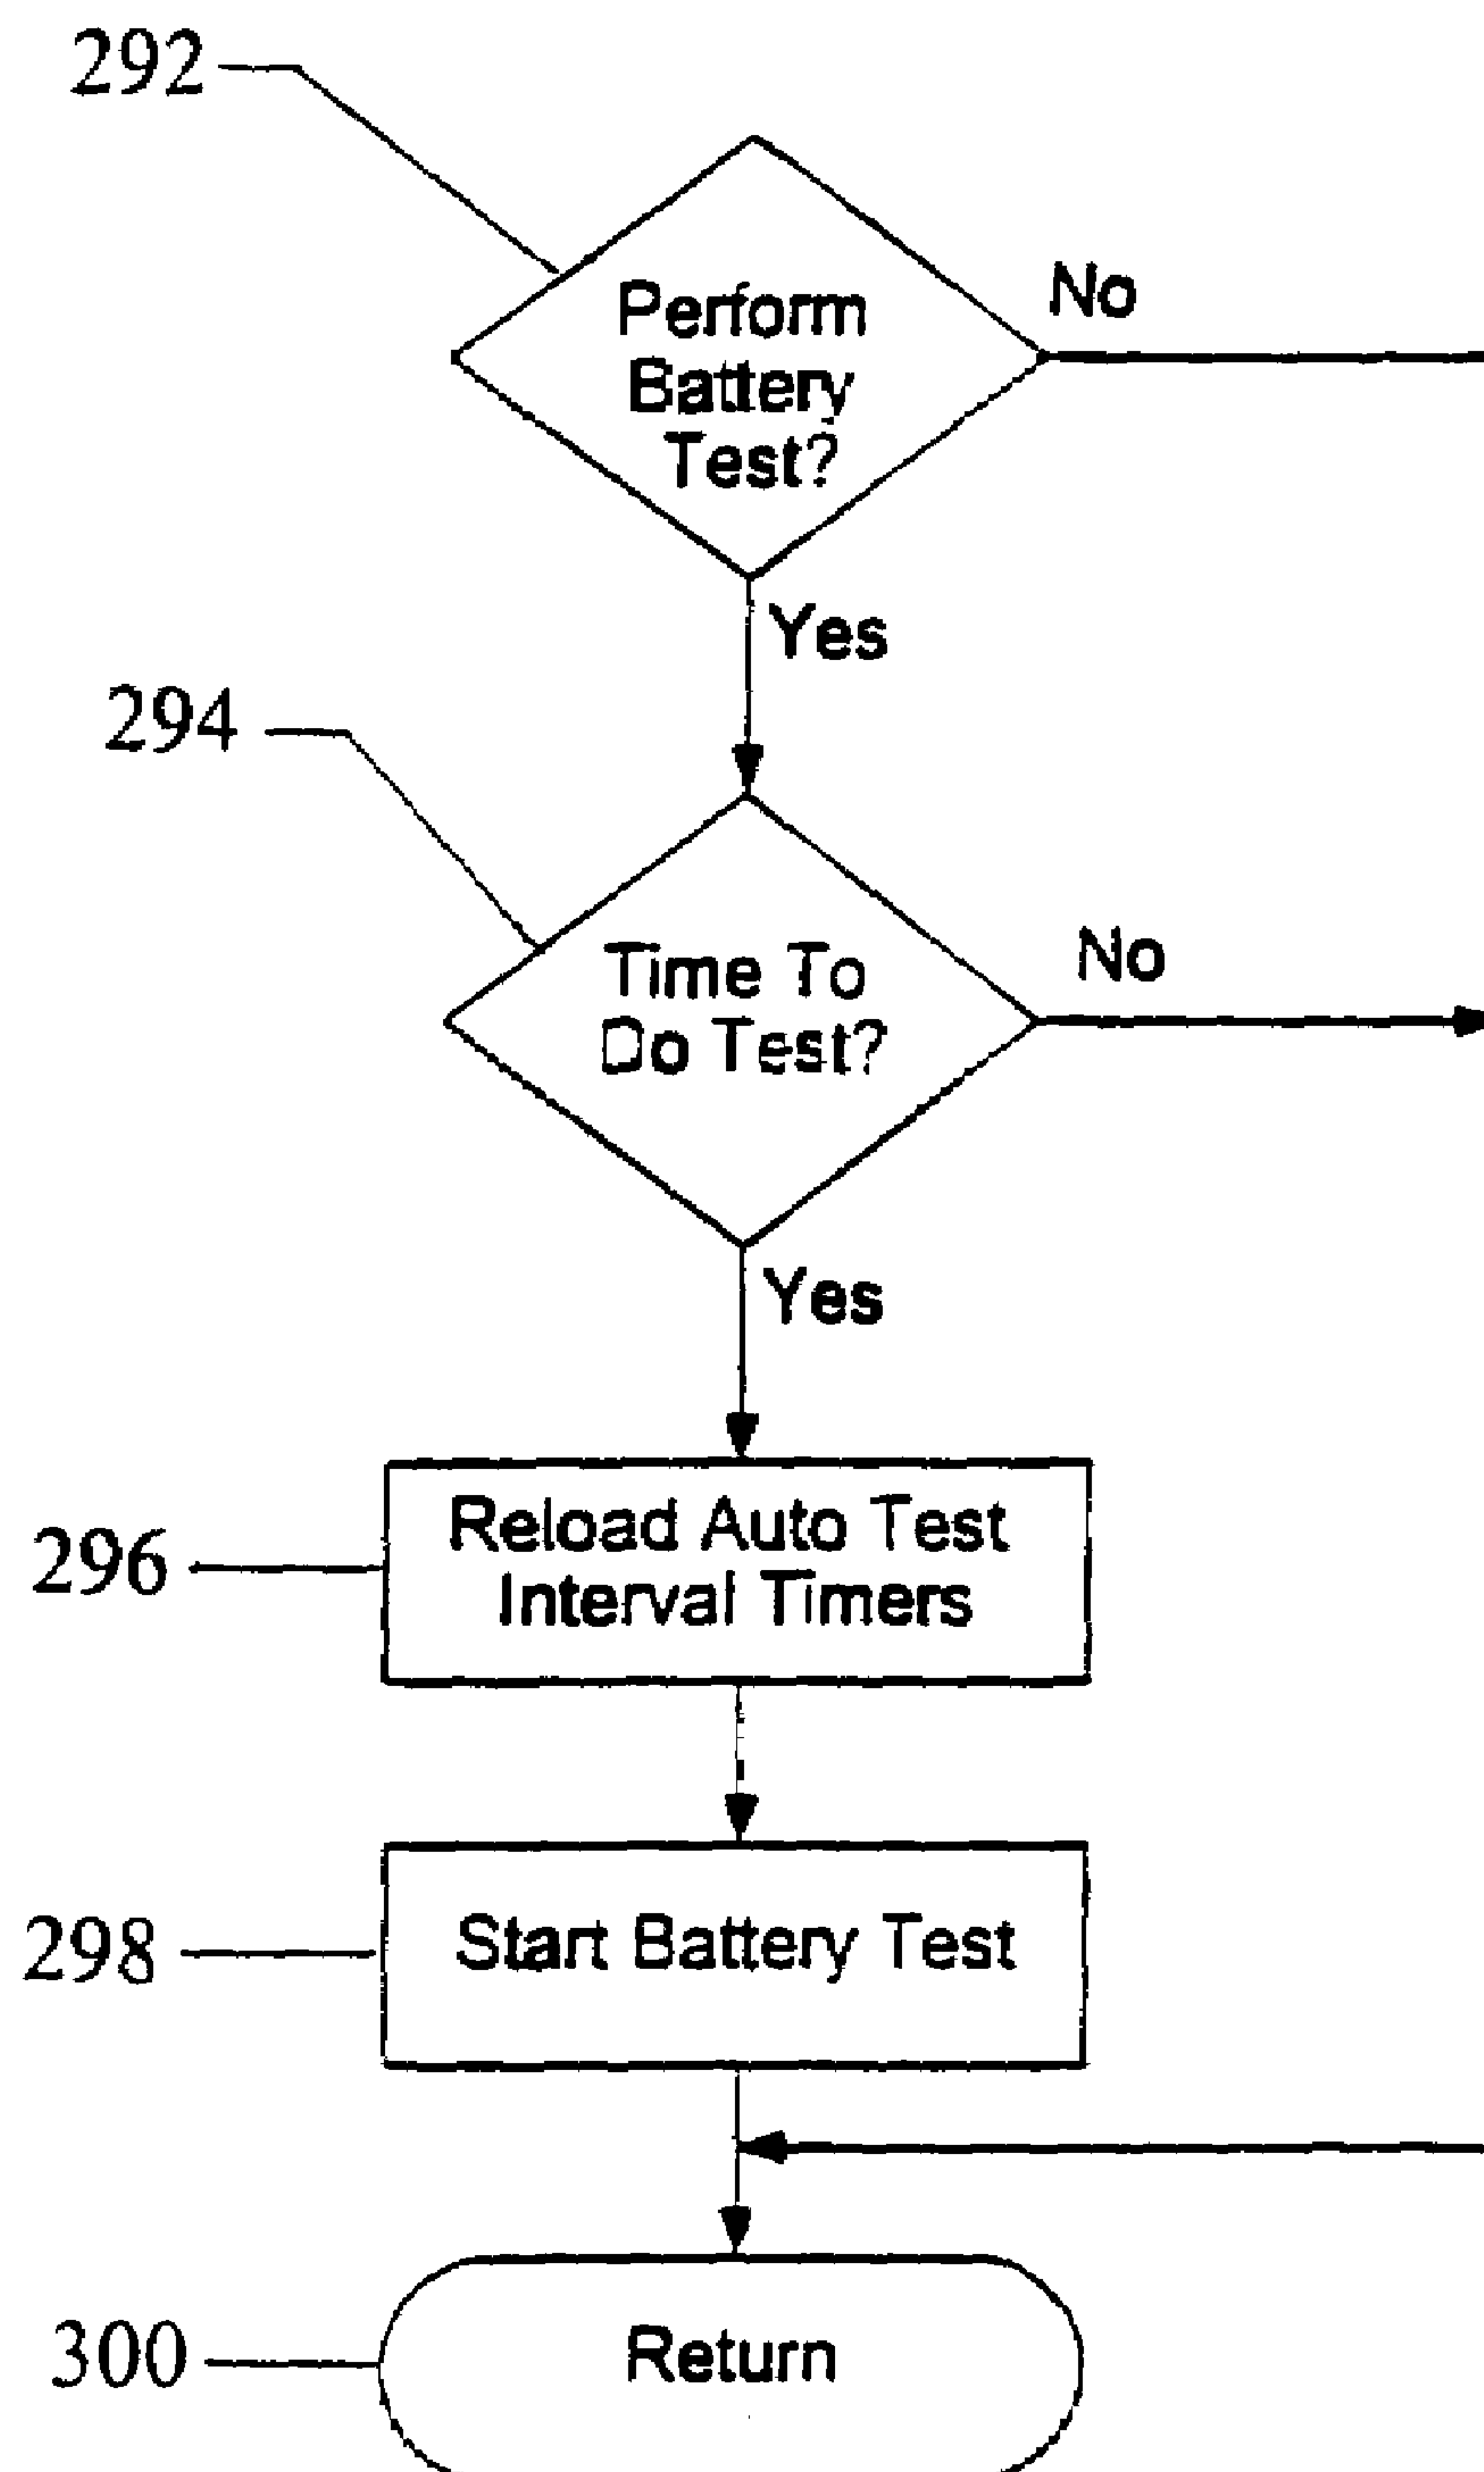 292
Perform
Battery
Test?
No
Yes
294
Time To
Do Test?
No
Yes
296
Reload Auto Test
Interval Timers
298
Start Battery Test
300
Return